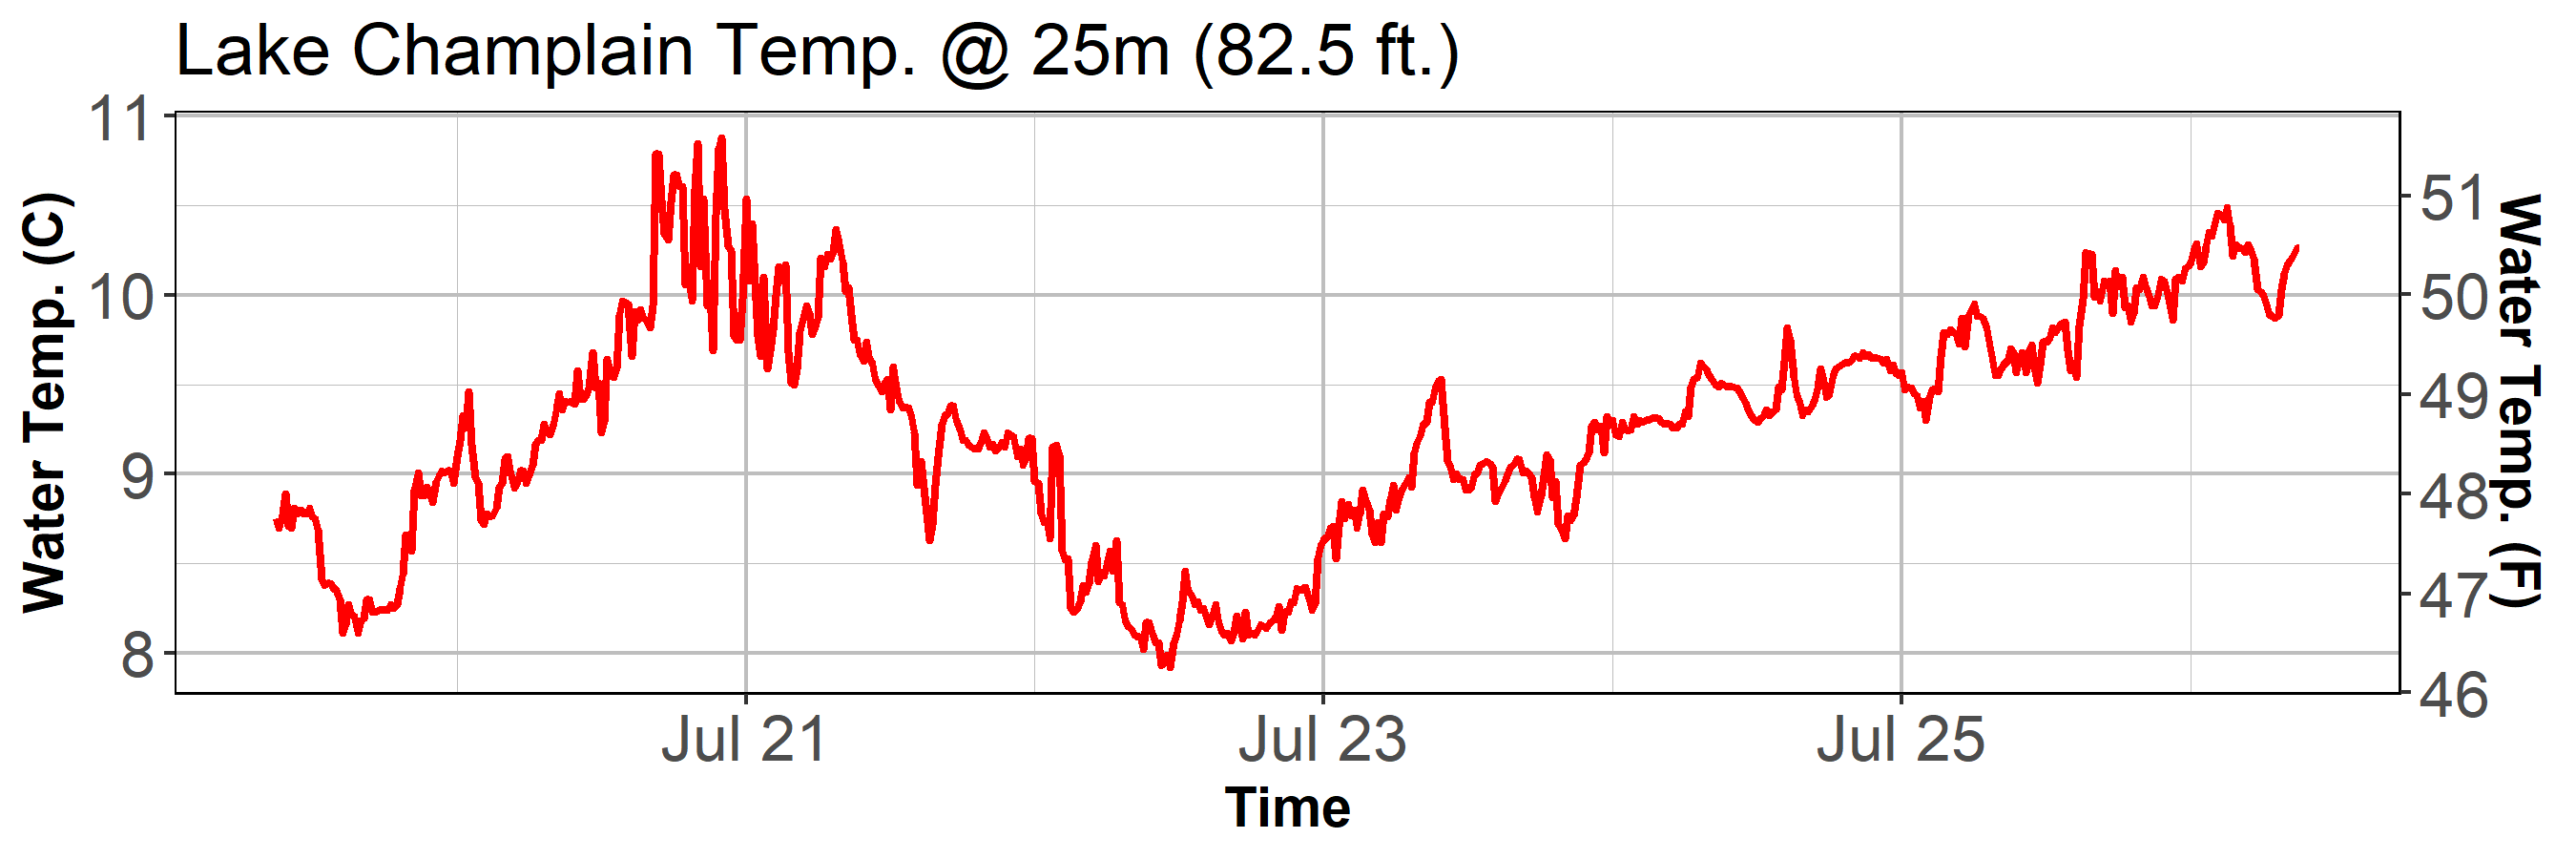 Lake Champlain Temp. @ 25m (82.5 ft.)
Water Temp. (C)
11
10
9
8
51
50
49
48
47
46
Water Temp. (F)
Jul 21
Jul 23
Jul 25
Time